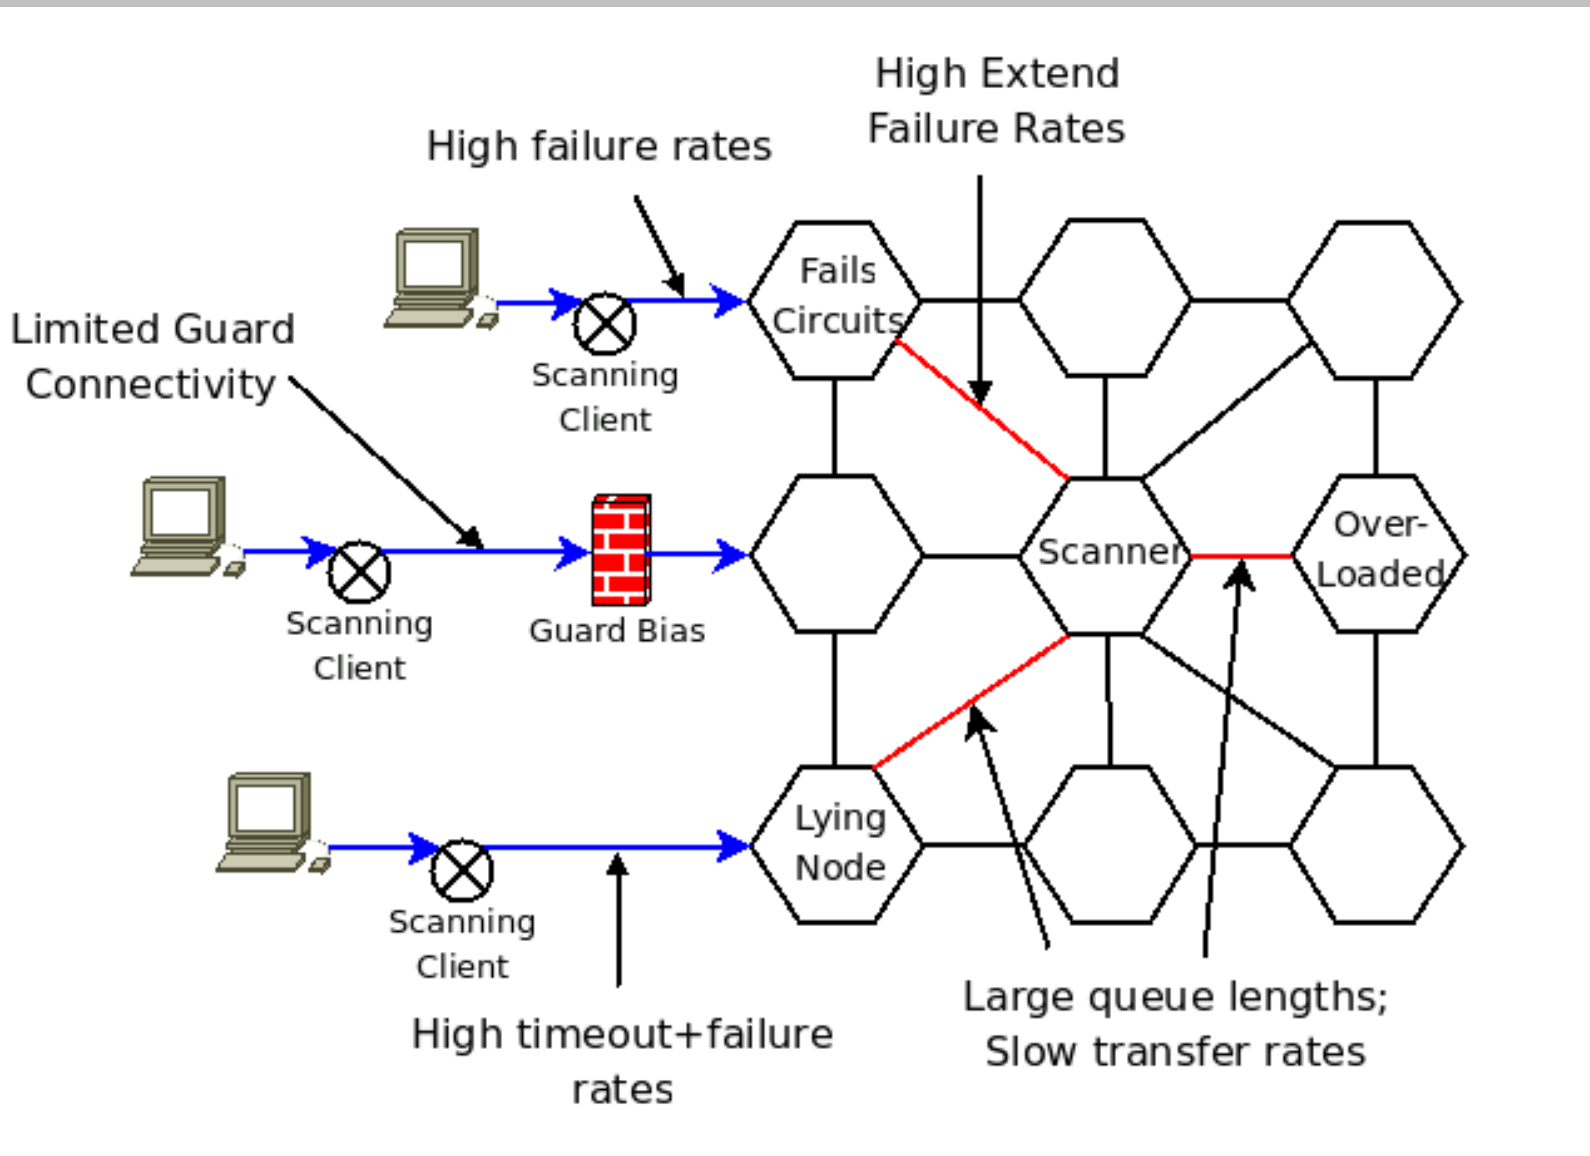 High Extend
Failure Rates
High failure rates
Fails
Circuits
Limited Guard
Connectivity
Scanning
Client
Scanner
Over-
Loaded
Scanning
Client
Guard Bias
Lying
Node
Scanning
Client
Large queue lengths;
Slow transfer rates
High timeout+failure
rates